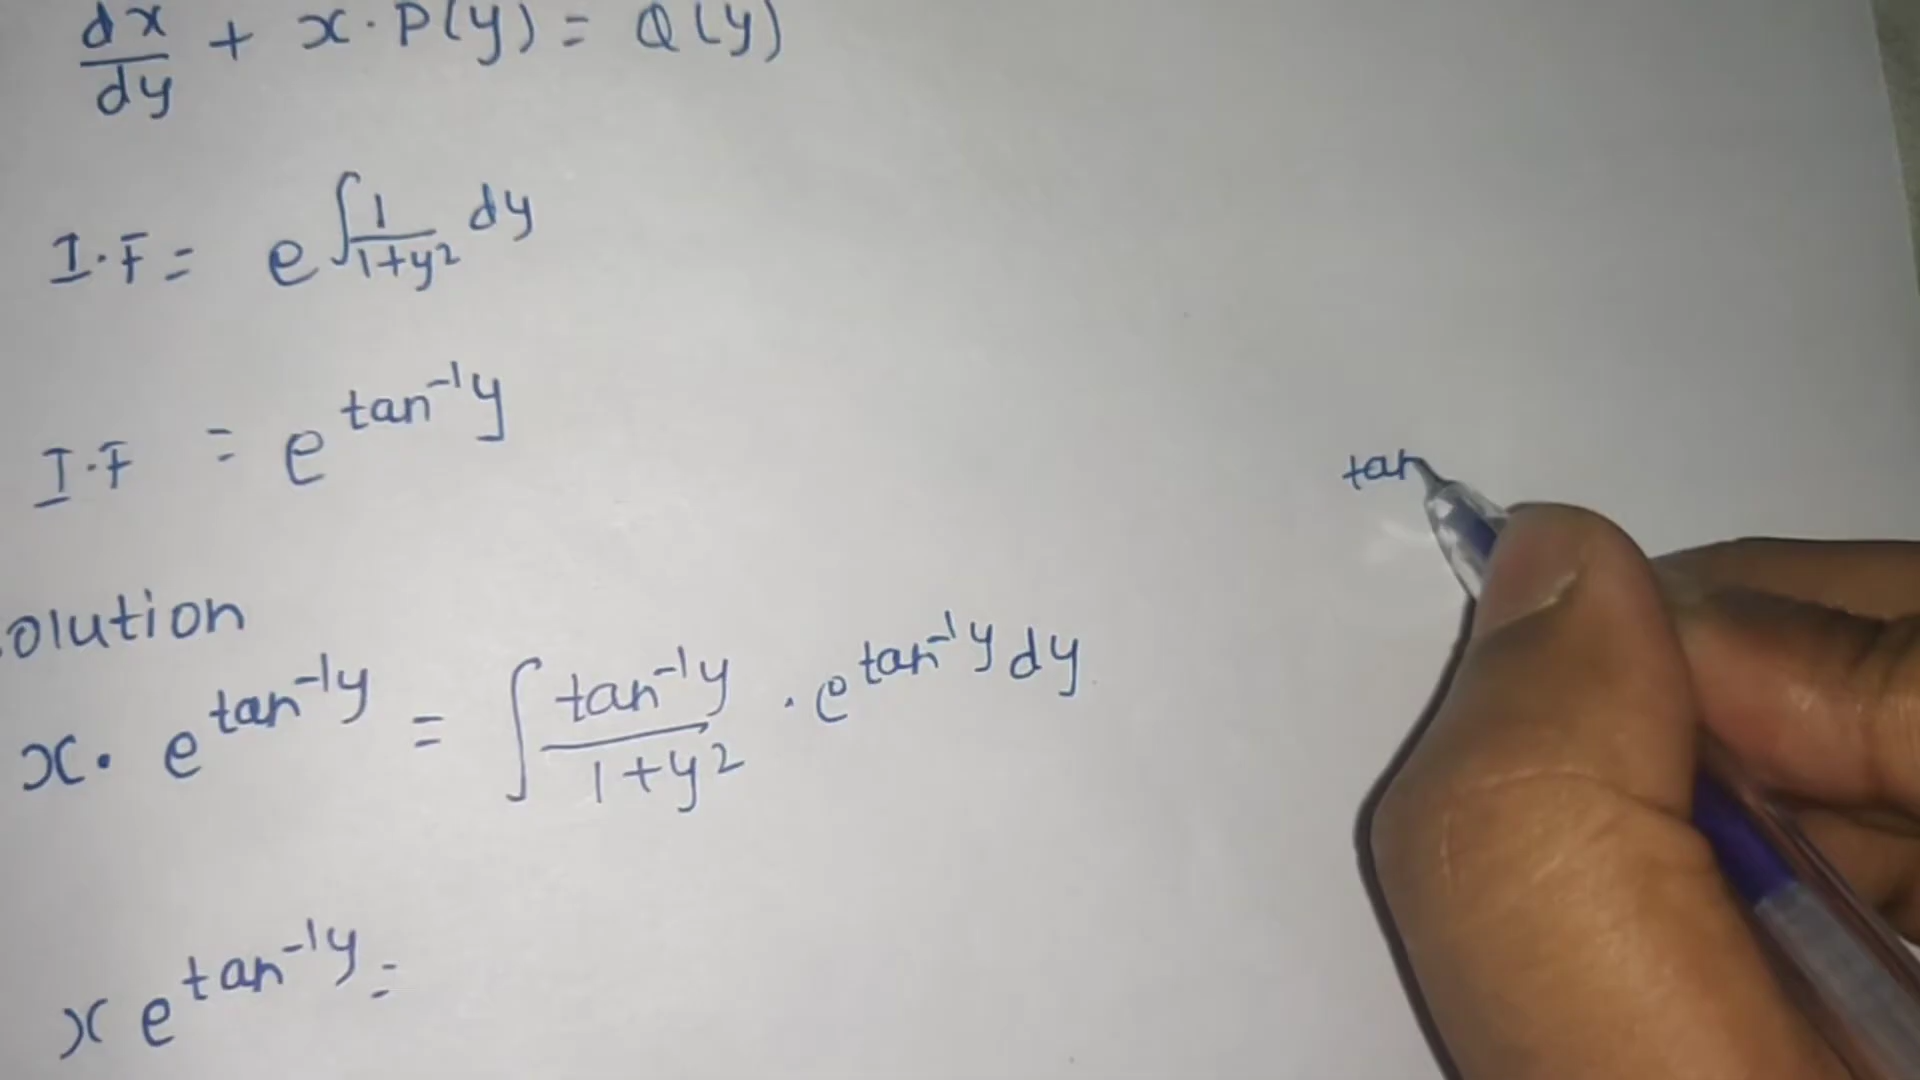 dx/dy + x · P(y) = Q(y)
I.F = e^∫1/1+y² dy
I.F = e^tan⁻¹y
olution
x · e^tan⁻¹y = ∫ tan⁻¹y/1+y² · e^tan⁻¹y dy
tan
x e^tan⁻¹y =